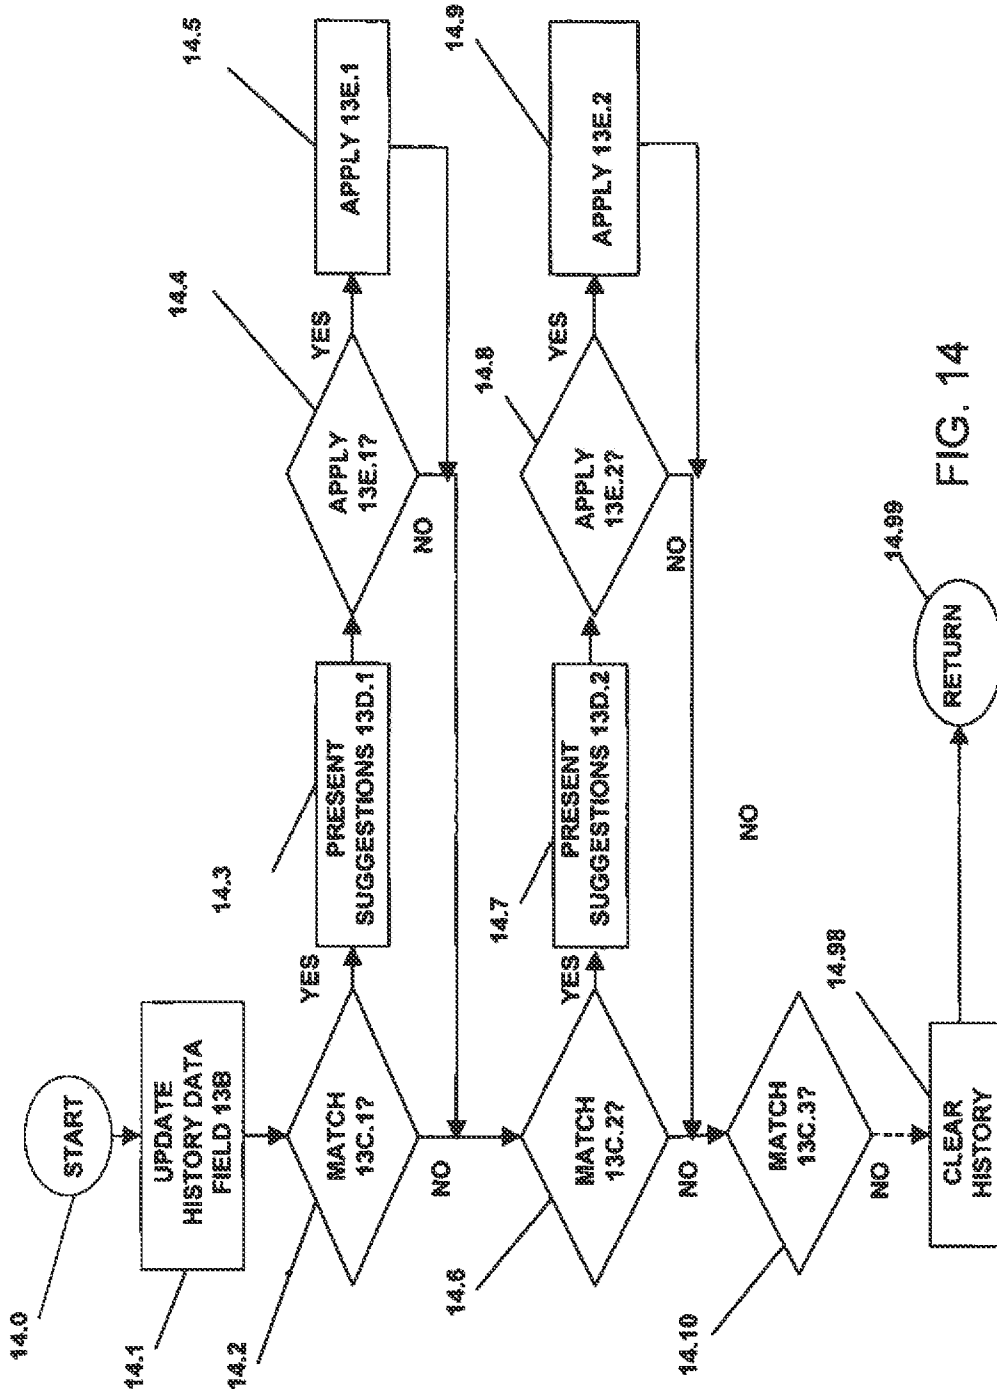 14.0
START
14.1
UPDATE
HISTORY DATA
FIELD 13B
14.2
MATCH
13C.1?
YES
NO
14.3
PRESENT
SUGGESTIONS 13D.1
14.4
APPLY
13E.1?
YES
NO
14.5
APPLY 13E.1
14.6
MATCH
13C.2?
YES
NO
14.7
PRESENT
SUGGESTIONS 13D.2
14.8
APPLY
13E.2?
YES
NO
14.9
APPLY 13E.2
14.10
MATCH
13C.3?
NO
NO
14.98
CLEAR
HISTORY
14.99
RETURN
FIG. 14